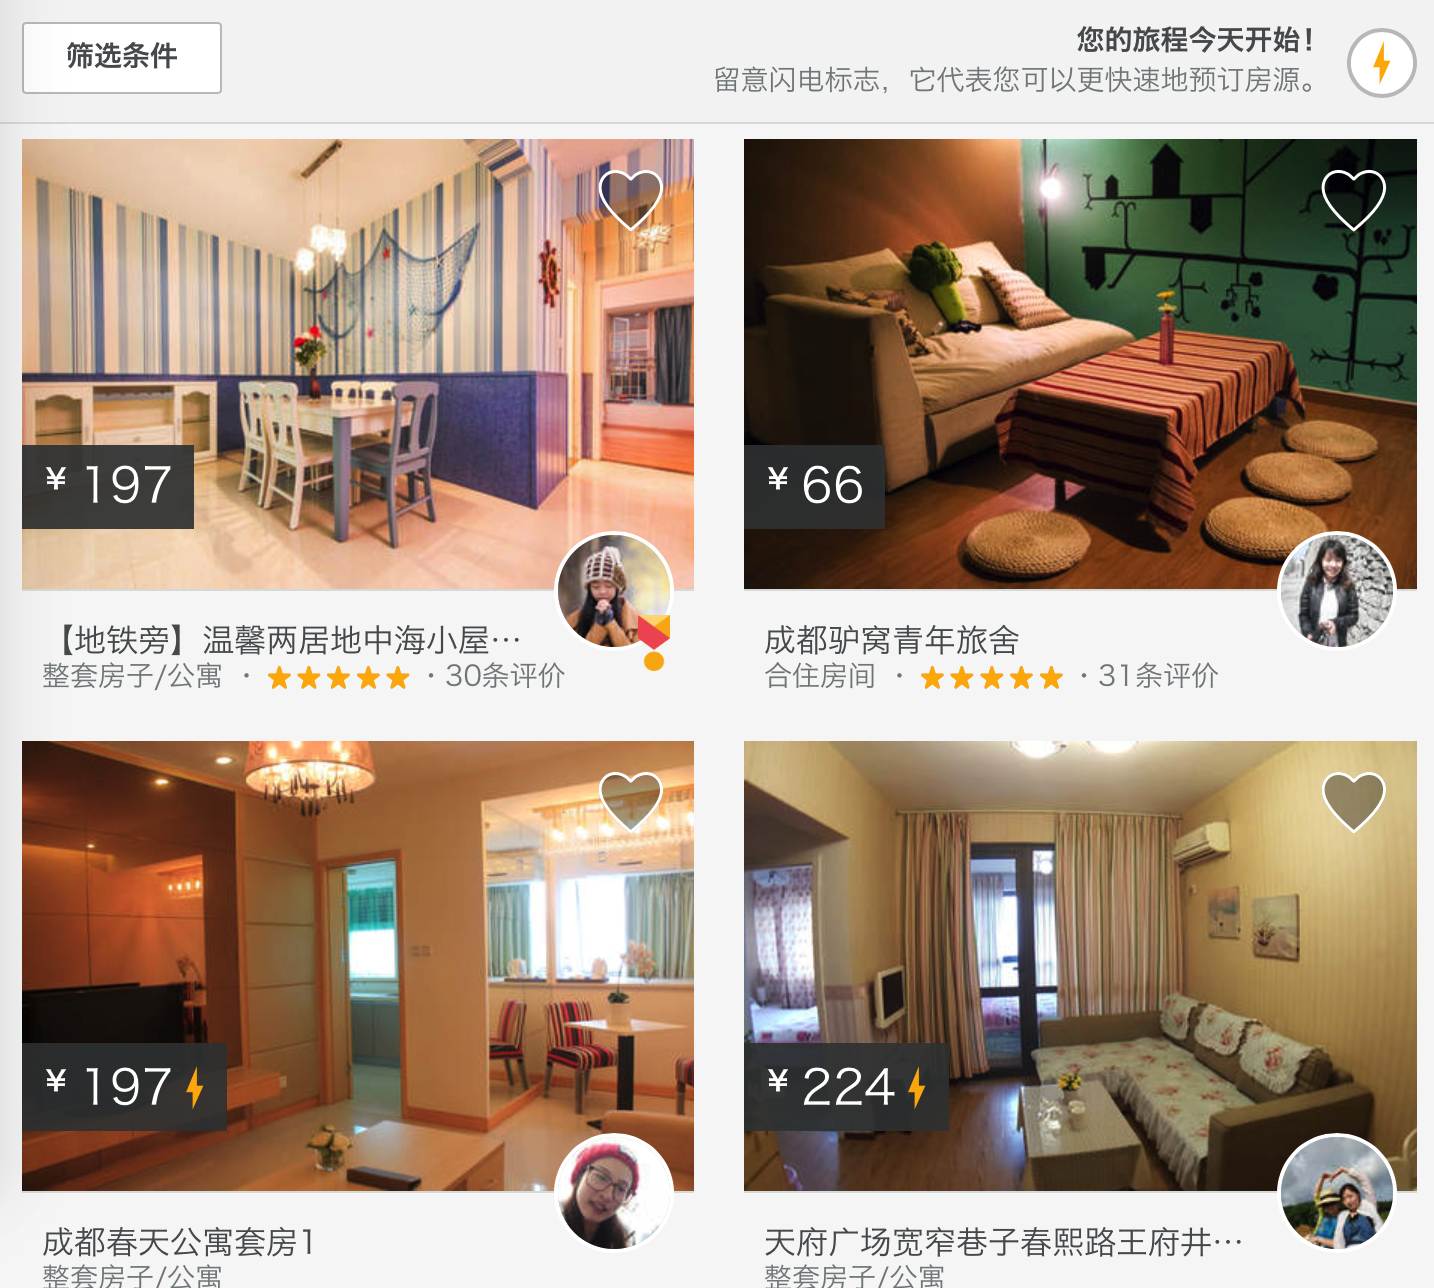 筛选条件
您的旅程今天开始！
留意闪电标志，它代表您可以更快速地预订房源。
¥ 197
¥ 66
【地铁旁】温馨两居地中海小屋…
整套房子/公寓 · ★★★★★ · 30条评价
成都驴窝青年旅舍
合住房间 · ★★★★★ · 31条评价
¥ 197
¥ 224
成都春天公寓套房1
整套房子/公寓
天府广场宽窄巷子春熙路王府井…
整套房子/公寓